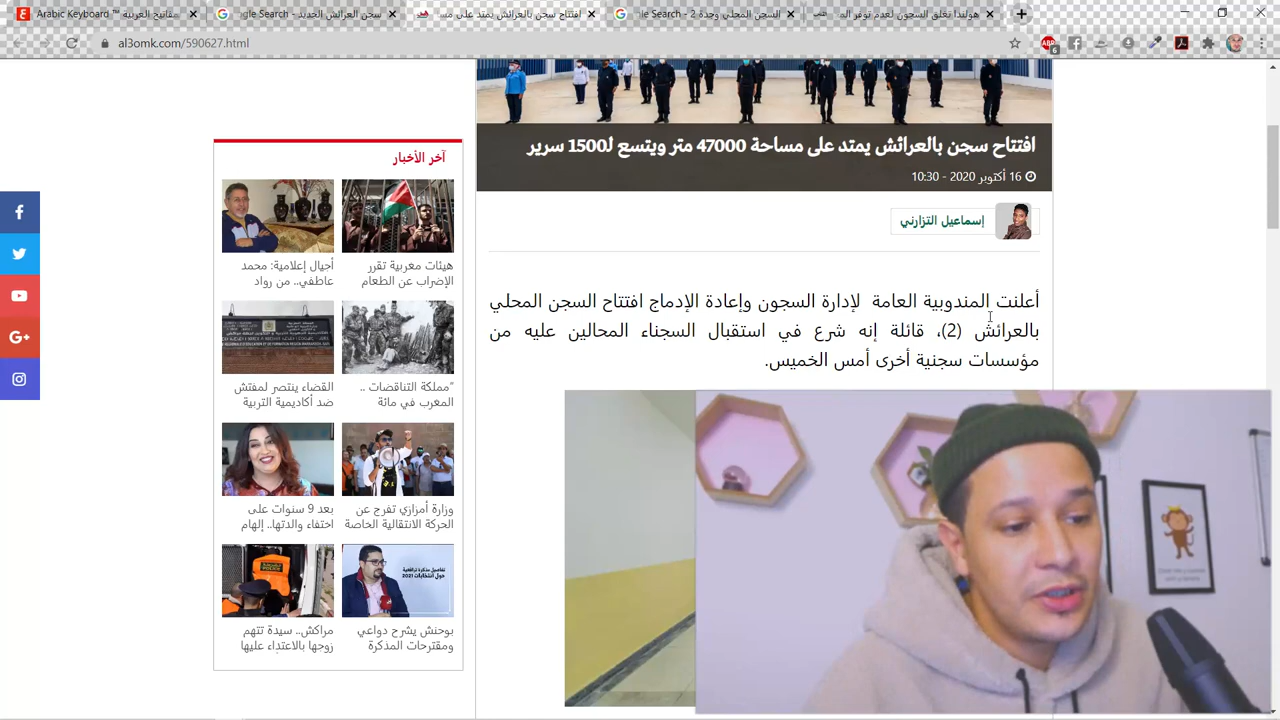 لوحة المفاتيح العربية ™ Arabic Keyboard
سجن العرائش الجديد - Google Search
افتتاح سجن بالعرائش يمتد على مس
السجن المحلي وجدة 2 - Google Search
هولندا تغلق السجون لعدم توفر الم
al3omk.com/590627.html
افتتاح سجن بالعرائش يمتد على مساحة 47000 متر ويتسع لـ1500 سرير
16 أكتوبر 2020 - 10:30
إسماعيل التزارني
أعلنت المندوبية العامة لإدارة السجون وإعادة الإدماج افتتاح السجن المحلي
بالعرائش (2)، قائلة إنه شرع في استقبال السجناء المحالين عليه من
مؤسسات سجنية أخرى أمس الخميس.
آخر الأخبار
هيئات مغربية تقرر
الإضراب عن الطعام
أجيال إعلامية: محمد
عاطفي.. من رواد
"مملكة التناقضات ..
المغرب في مائة
القضاء ينتصر لمفتش
ضد أكاديمية التربية
وزارة أمزازي تفرج عن
الحركة الانتقالية الخاصة
بعد 9 سنوات على
اختفاء والدتها.. إلهام
بوحنش يشرح دواعي
ومقترحات المذكرة
مراكش.. سيدة تتهم
زوجها بالاعتداء عليها